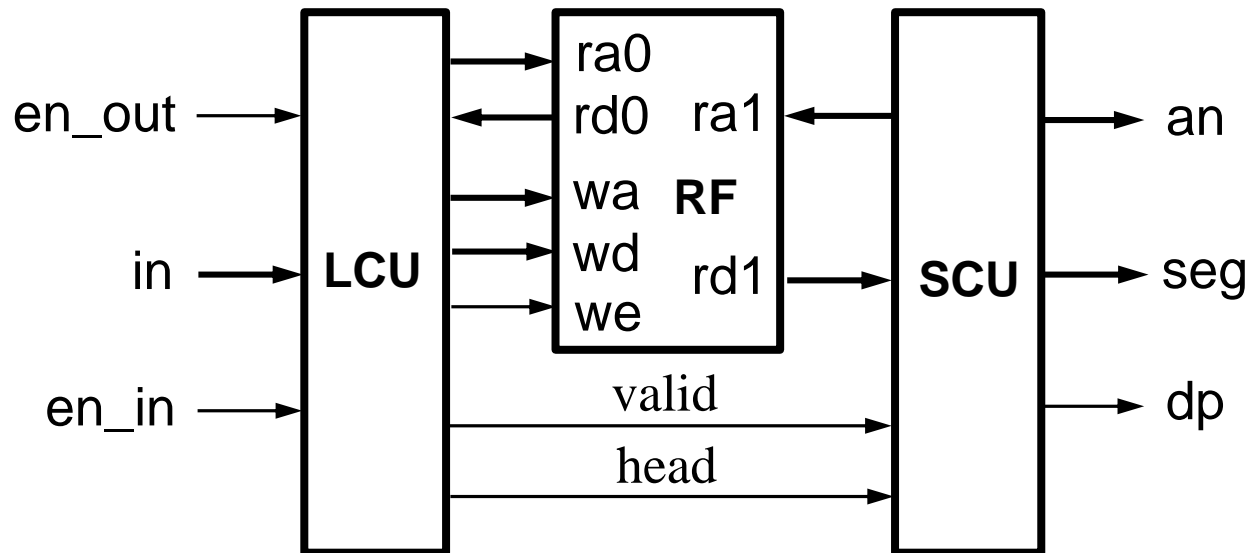 en_out
in
en_in
LCU
ra0
rd0
wa
wd
we
ra1
RF
rd1
valid
head
SCU
an
seg
dp